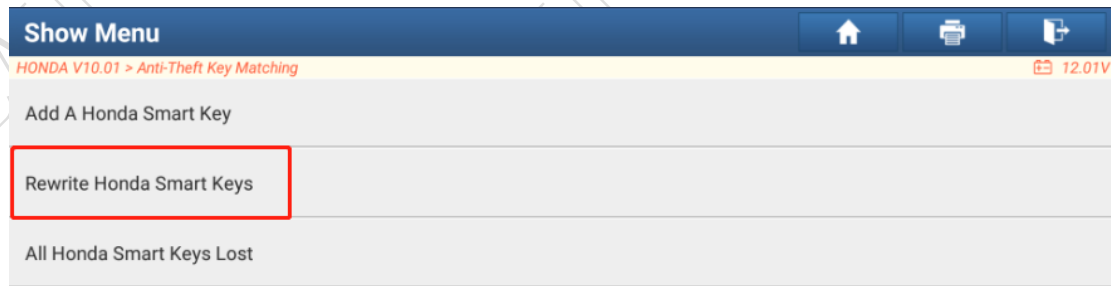 Show Menu
HONDA V10.01 > Anti-Theft Key Matching
12.01V
Add A Honda Smart Key
Rewrite Honda Smart Keys
All Honda Smart Keys Lost